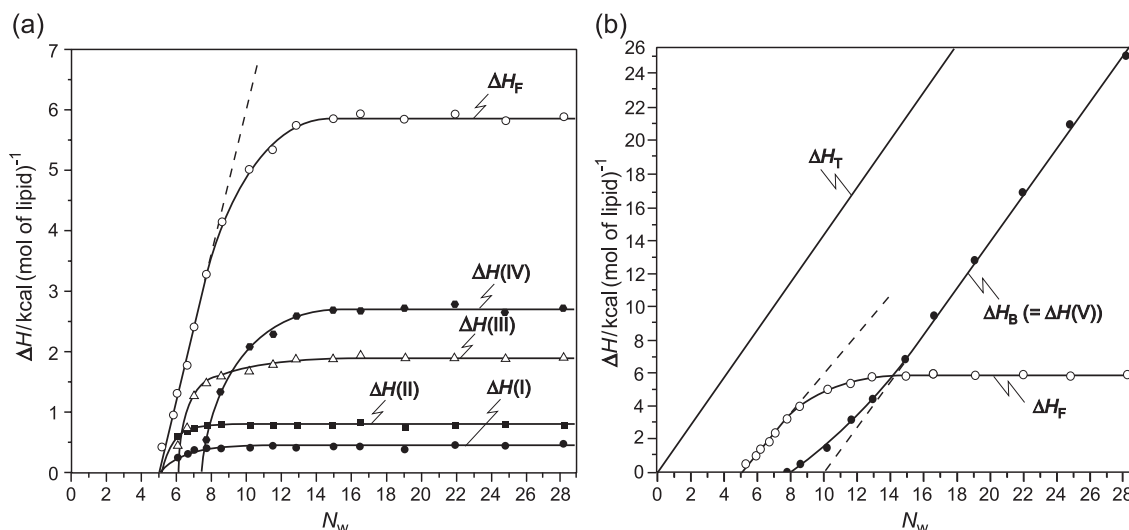 (a)
7
6
5
4
3
2
1
0
ΔH/kcal (mol of lipid)⁻¹
ΔH_F
ΔH(IV)
ΔH(III)
ΔH(II)
ΔH(I)
0 2 4 6 8 10 12 14 16 18 20 22 24 26 28
N_w
(b)
26
24
22
20
18
16
14
12
10
8
6
4
2
0
ΔH/kcal (mol of lipid)⁻¹
ΔH_T
ΔH_B (= ΔH(V))
ΔH_F
0 2 4 6 8 10 12 14 16 19 20 22 24 26 28
N_w